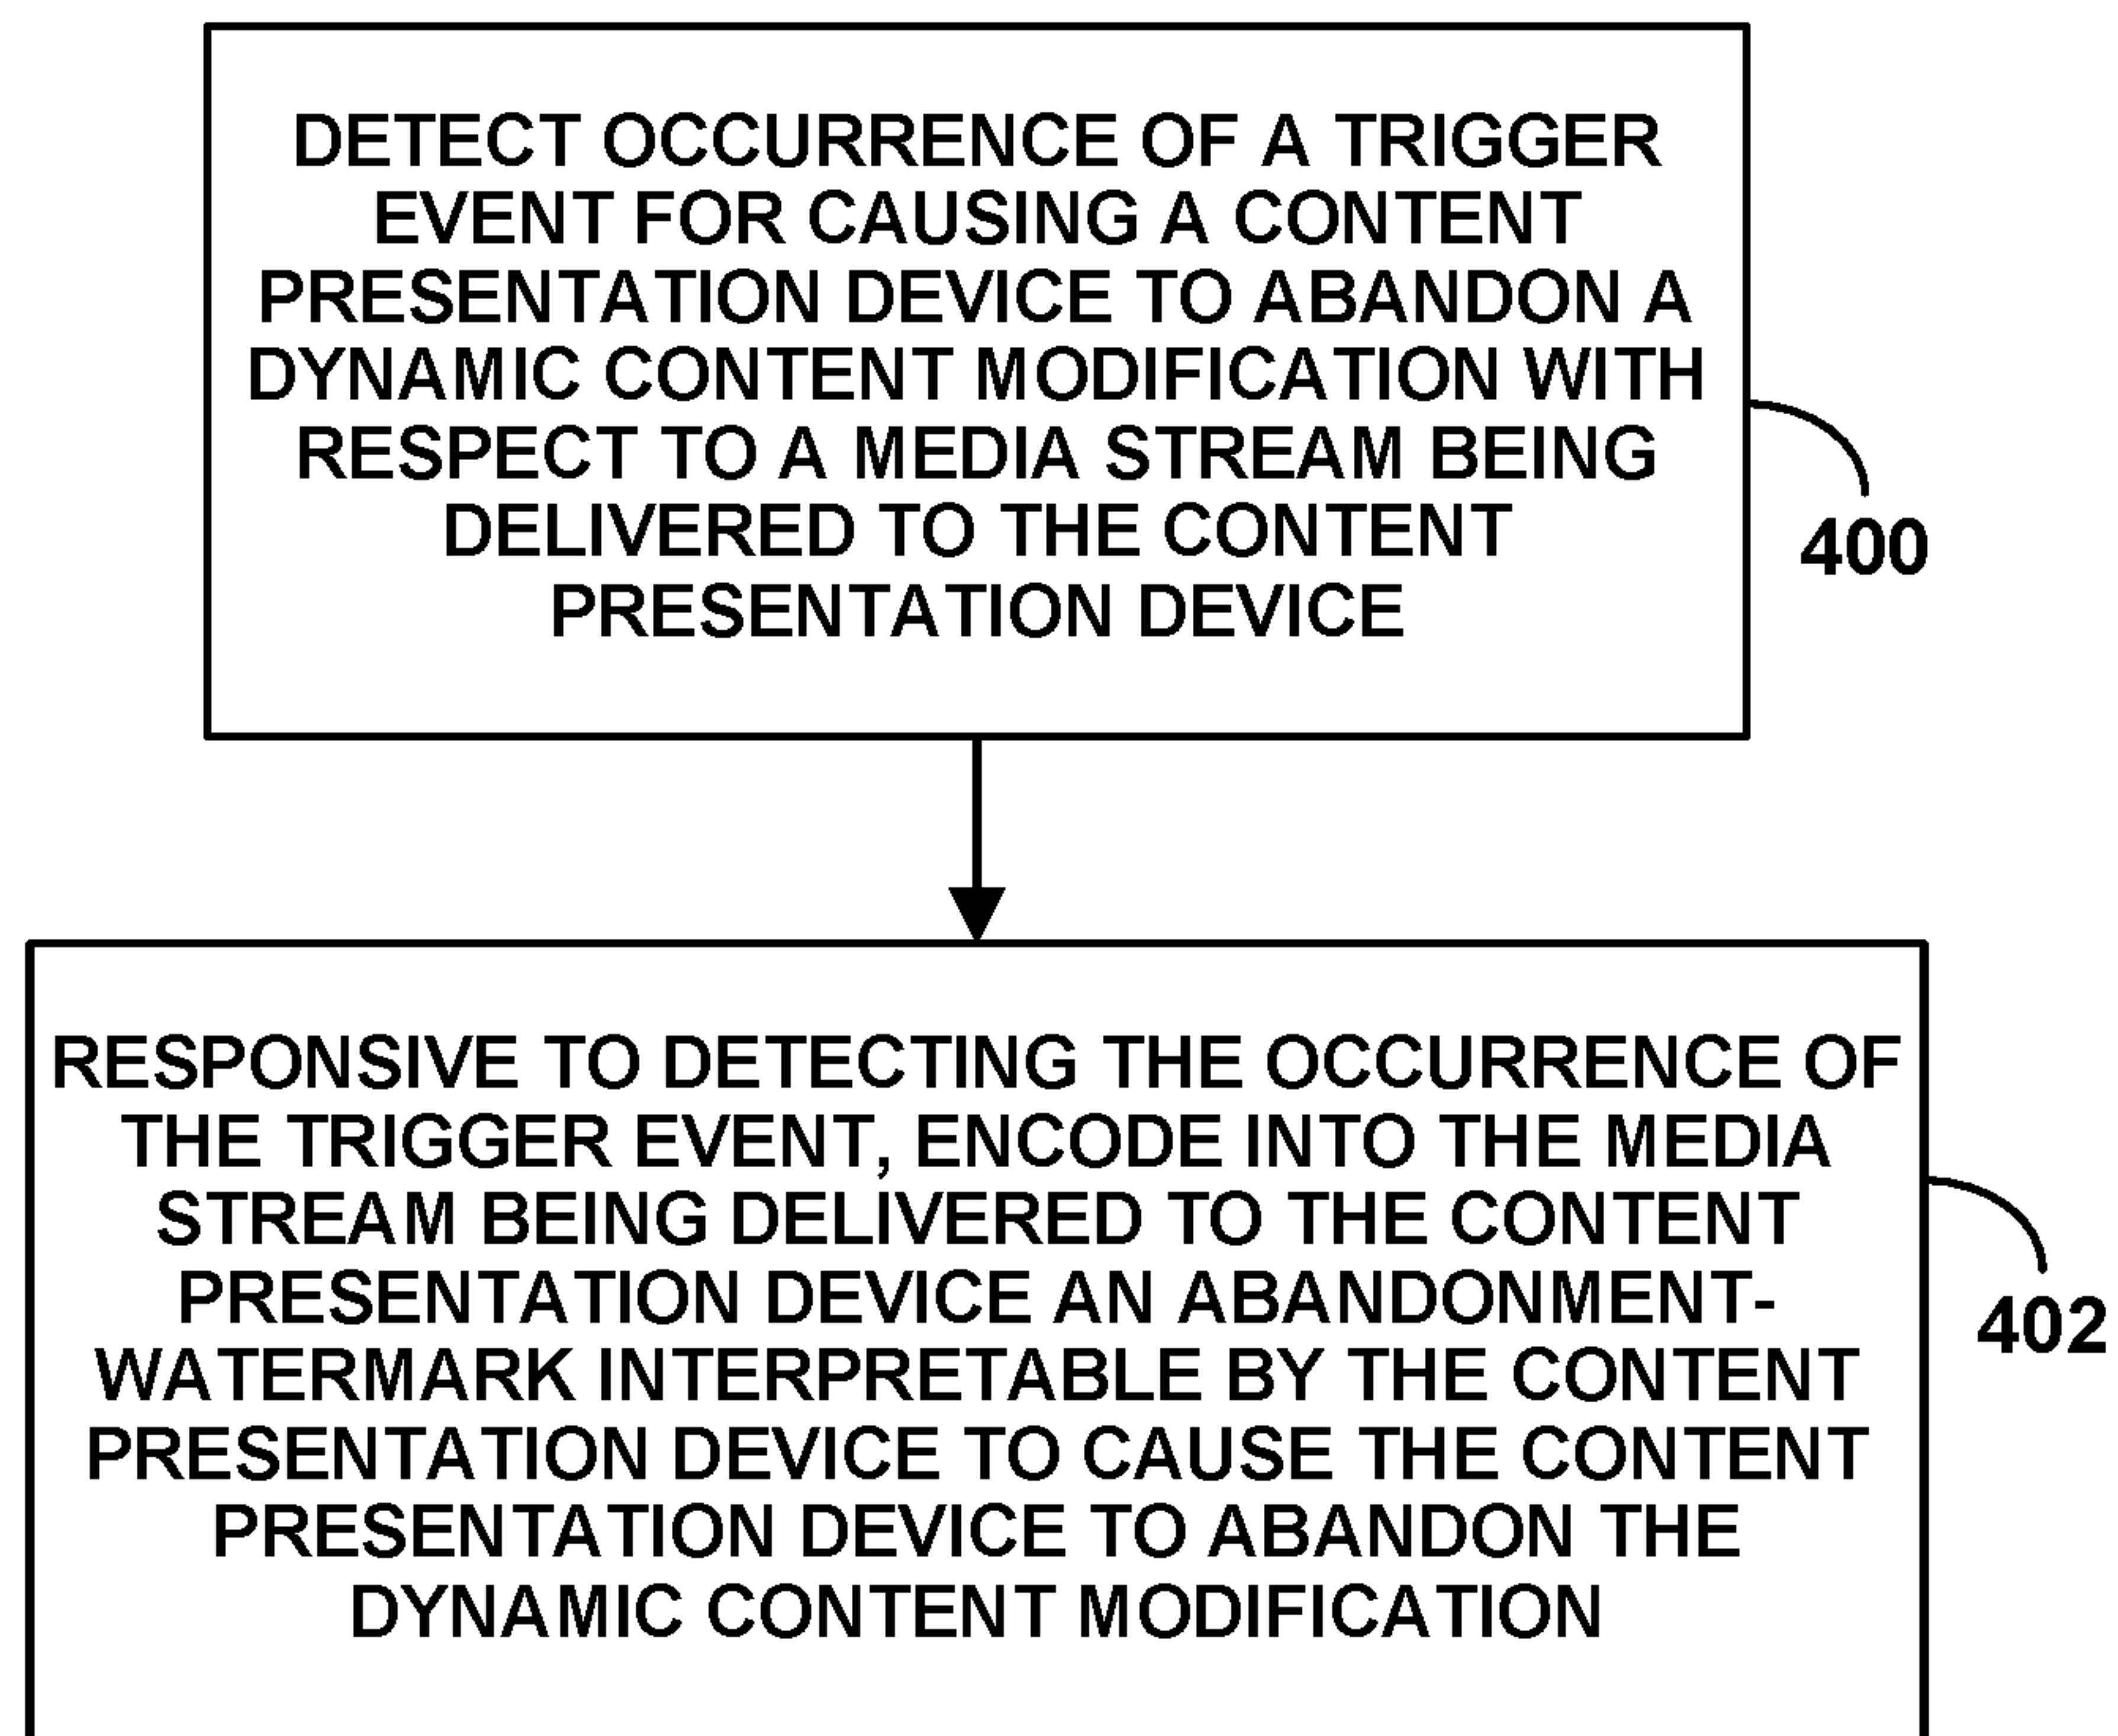 DETECT OCCURRENCE OF A TRIGGER
EVENT FOR CAUSING A CONTENT
PRESENTATION DEVICE TO ABANDON A
DYNAMIC CONTENT MODIFICATION WITH
RESPECT TO A MEDIA STREAM BEING
DELIVERED TO THE CONTENT
PRESENTATION DEVICE
400
RESPONSIVE TO DETECTING THE OCCURRENCE OF
THE TRIGGER EVENT, ENCODE INTO THE MEDIA
STREAM BEING DELIVERED TO THE CONTENT
PRESENTATION DEVICE AN ABANDONMENT-
WATERMARK INTERPRETABLE BY THE CONTENT
PRESENTATION DEVICE TO CAUSE THE CONTENT
PRESENTATION DEVICE TO ABANDON THE
DYNAMIC CONTENT MODIFICATION
402